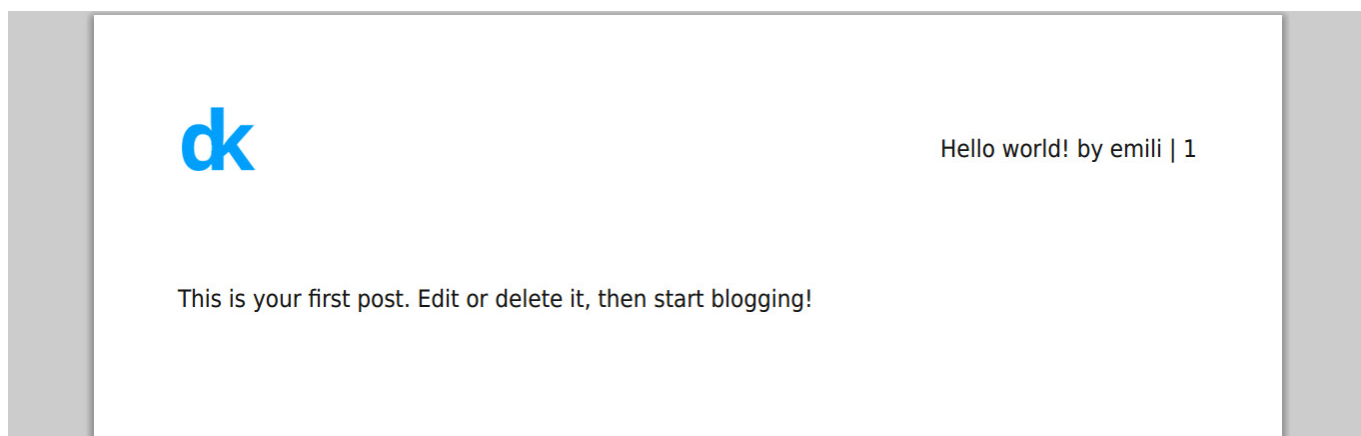 dk
Hello world! by emili | 1
This is your first post. Edit or delete it, then start blogging!